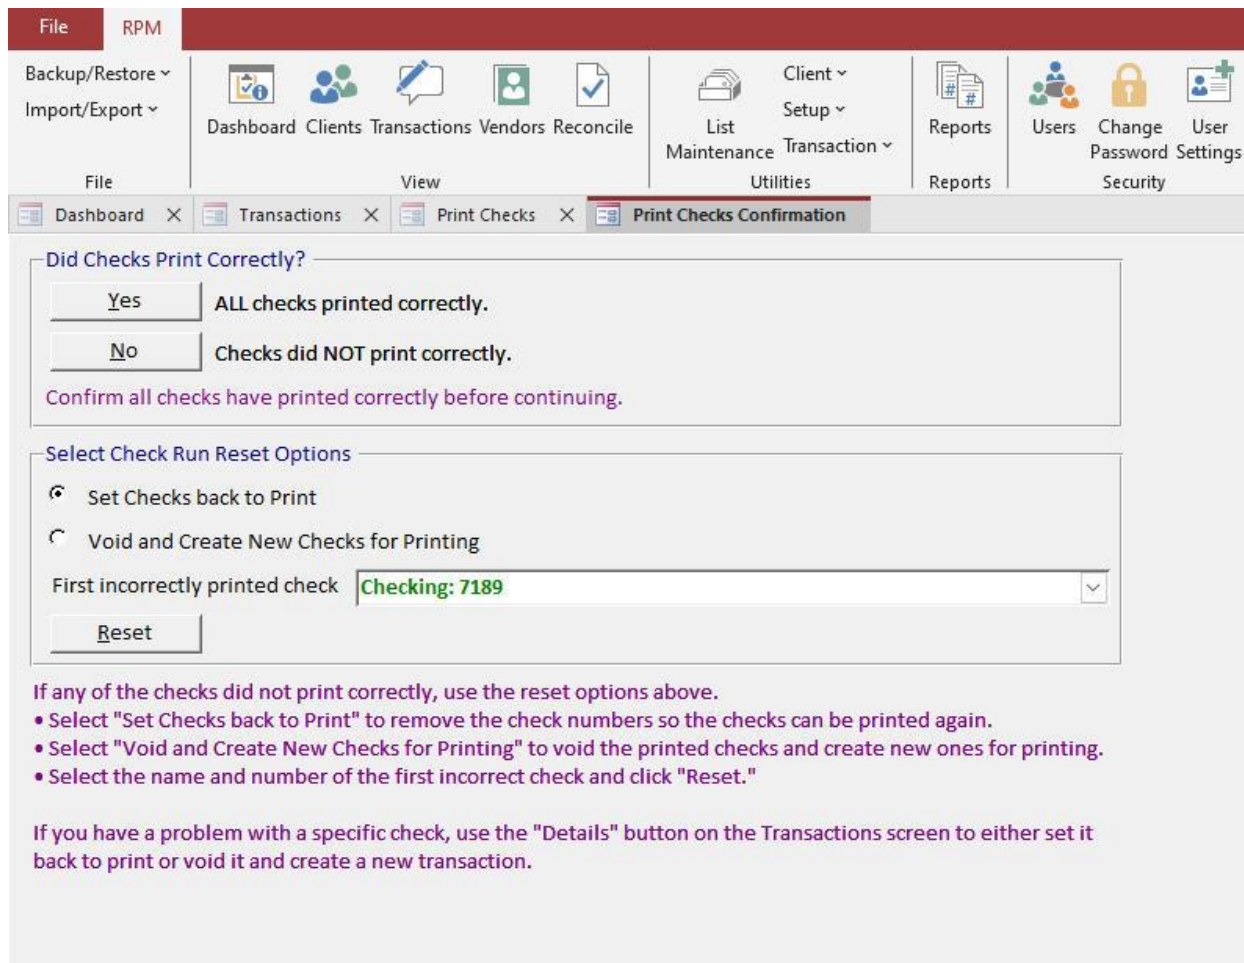 File RPM
Backup/Restore
Import/Export
Dashboard Clients Transactions Vendors Reconcile
List Maintenance
Client
Setup
Transaction
Reports
Users Change Password User Settings
# #
File View Utilities Reports Security
Dashboard Transactions Print Checks Print Checks Confirmation
Did Checks Print Correctly?
Yes ALL checks printed correctly.
No Checks did NOT print correctly.
Confirm all checks have printed correctly before continuing.
Select Check Run Reset Options
Set Checks back to Print
Void and Create New Checks for Printing
First incorrectly printed check Checking: 7189
Reset
If any of the checks did not print correctly, use the reset options above.
• Select "Set Checks back to Print" to remove the check numbers so the checks can be printed again.
• Select "Void and Create New Checks for Printing" to void the printed checks and create new ones for printing.
• Select the name and number of the first incorrect check and click "Reset."
If you have a problem with a specific check, use the "Details" button on the Transactions screen to either set it
back to print or void it and create a new transaction.